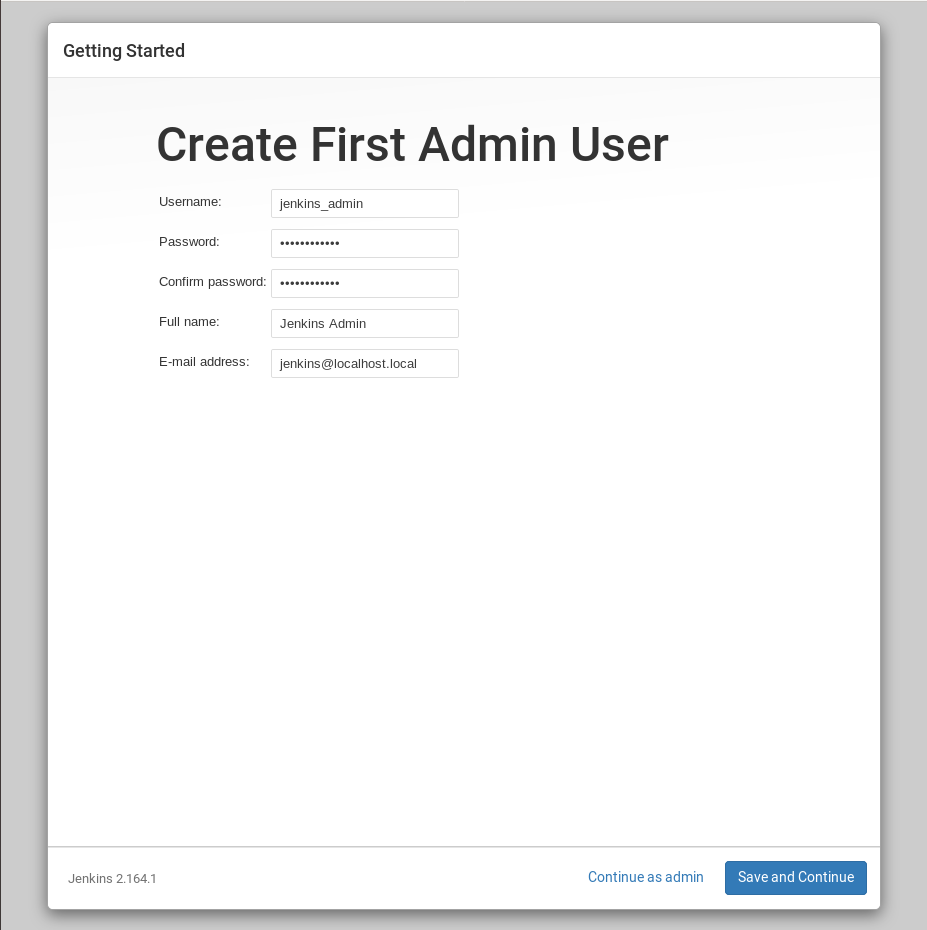 Getting Started
Create First Admin User
Username: jenkins_admin
Password: ••••••••••••
Confirm password: ••••••••••••
Full name: Jenkins Admin
E-mail address: jenkins@localhost.local
Jenkins 2.164.1 Continue as admin Save and Continue